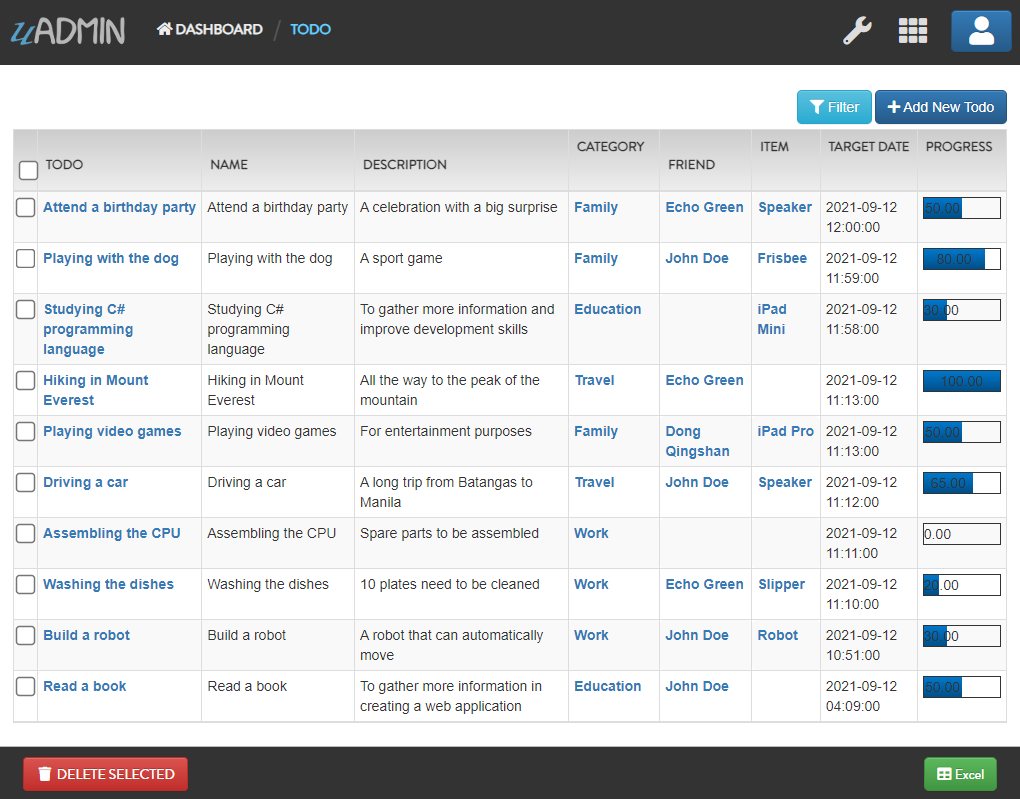 uADMIN DASHBOARD / TODO
Filter Add New Todo
TODO NAME DESCRIPTION CATEGORY FRIEND ITEM TARGET DATE PROGRESS
Attend a birthday party Attend a birthday party A celebration with a big surprise Family Echo Green Speaker 2021-09-12 50.00
12:00:00
Playing with the dog Playing with the dog A sport game Family John Doe Frisbee 2021-09-12 80.00
11:59:00
Studying C# Studying C# To gather more information and Education iPad 2021-09-12 30.00
programming programming improve development skills Mini 11:58:00
language language
Hiking in Mount Hiking in Mount All the way to the peak of the Travel Echo Green 2021-09-12 100.00
Everest Everest mountain 11:13:00
Playing video games Playing video games For entertainment purposes Family Dong iPad Pro 2021-09-12 50.00
Qingshan 11:13:00
Driving a car Driving a car A long trip from Batangas to Travel John Doe Speaker 2021-09-12 65.00
Manila 11:12:00
Assembling the CPU Assembling the CPU Spare parts to be assembled Work 2021-09-12 0.00
11:11:00
Washing the dishes Washing the dishes 10 plates need to be cleaned Work Echo Green Slipper 2021-09-12 20.00
11:10:00
Build a robot Build a robot A robot that can automatically Work John Doe Robot 2021-09-12 30.00
move 10:51:00
Read a book Read a book To gather more information in Education John Doe 2021-09-12 50.00
creating a web application 04:09:00
DELETE SELECTED Excel